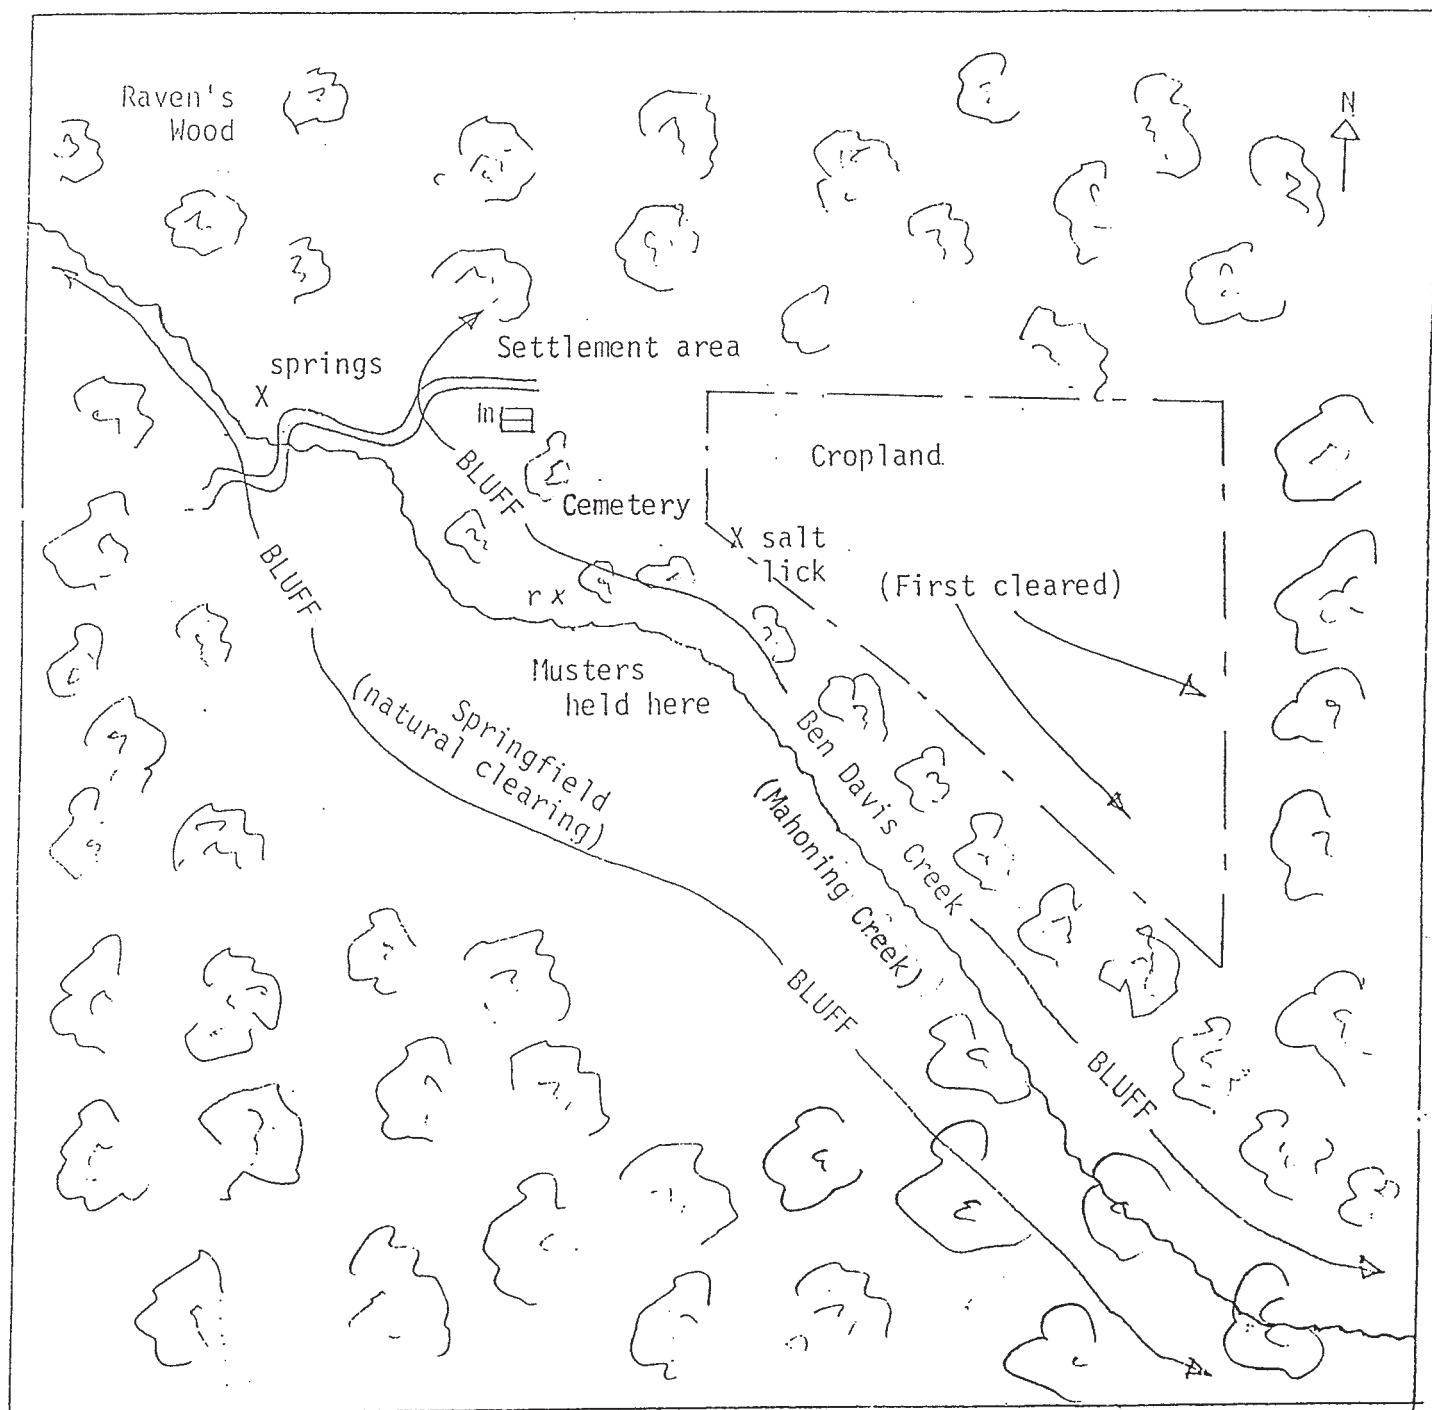 Raven's
Wood
N
springs
X
Settlement area
m
BLUFF
Cropland
Cemetery
X salt
lick
BLUFF
(First cleared)
r x
Musters
held here
Springfield
(natural clearing)
Ben Davis Creek
(Mahoning Creek)
BLUFF
BLUFF